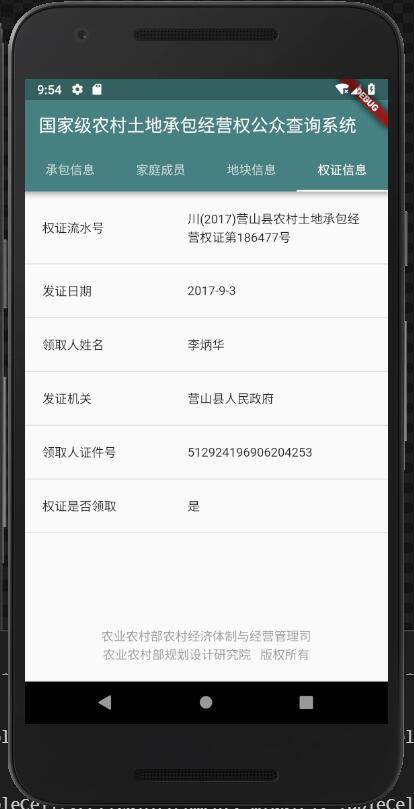 9:54
DEBUG
国家级农村土地承包经营权公众查询系统
承包信息 家庭成员 地块信息 权证信息
权证流水号 川(2017)营山县农村土地承包经
营权证第186477号
发证日期 2017-9-3
领取人姓名 李炳华
发证机关 营山县人民政府
领取人证件号 512924196906204253
权证是否领取 是
农业农村部农村经济体制与经营管理司
农业农村部规划设计研究院 版权所有